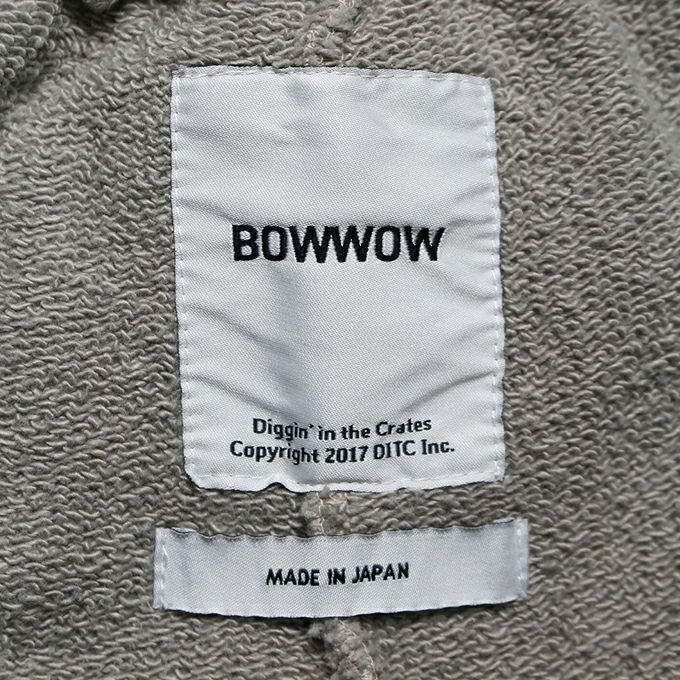 BOWWOW
Diggin' in the Crates
Copyright 2017 DITC Inc.
MADE IN JAPAN